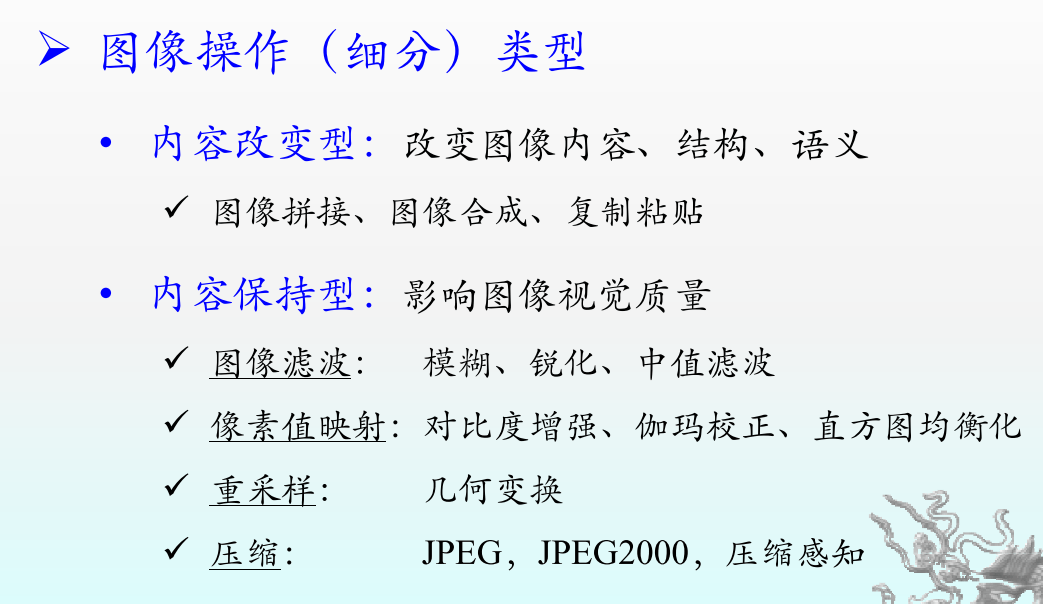 ➢ 图像操作（细分）类型
• 内容改变型：改变图像内容、结构、语义
✓ 图像拼接、图像合成、复制粘贴
• 内容保持型：影响图像视觉质量
✓ 图像滤波： 模糊、锐化、中值滤波
✓ 像素值映射：对比度增强、伽玛校正、直方图均衡化
✓ 重采样： 几何变换
✓ 压缩： JPEG，JPEG2000，压缩感知